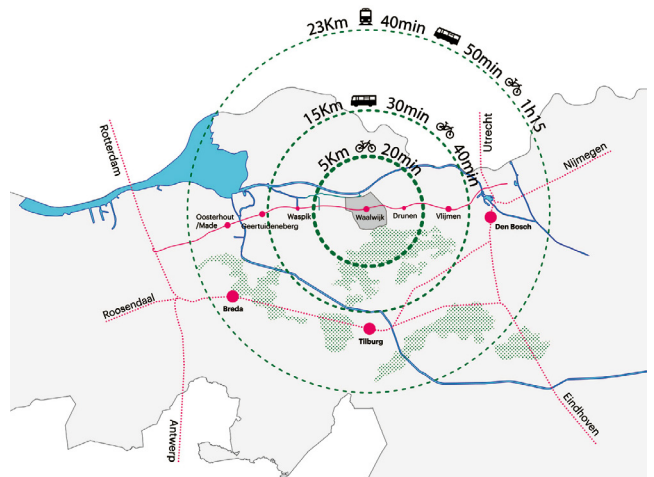 23Km 40min 50min 1h15
15Km 30min 40min
5Km 20min
Rotterdam
Utrecht
Nijmegen
Oosterhout
/Made
Geertuideneberg
Waspik
Waalwijk
Drunen
Vlijmen
Den Bosch
Roosendaal
Breda
Tilburg
Antwerp
Eindhoven